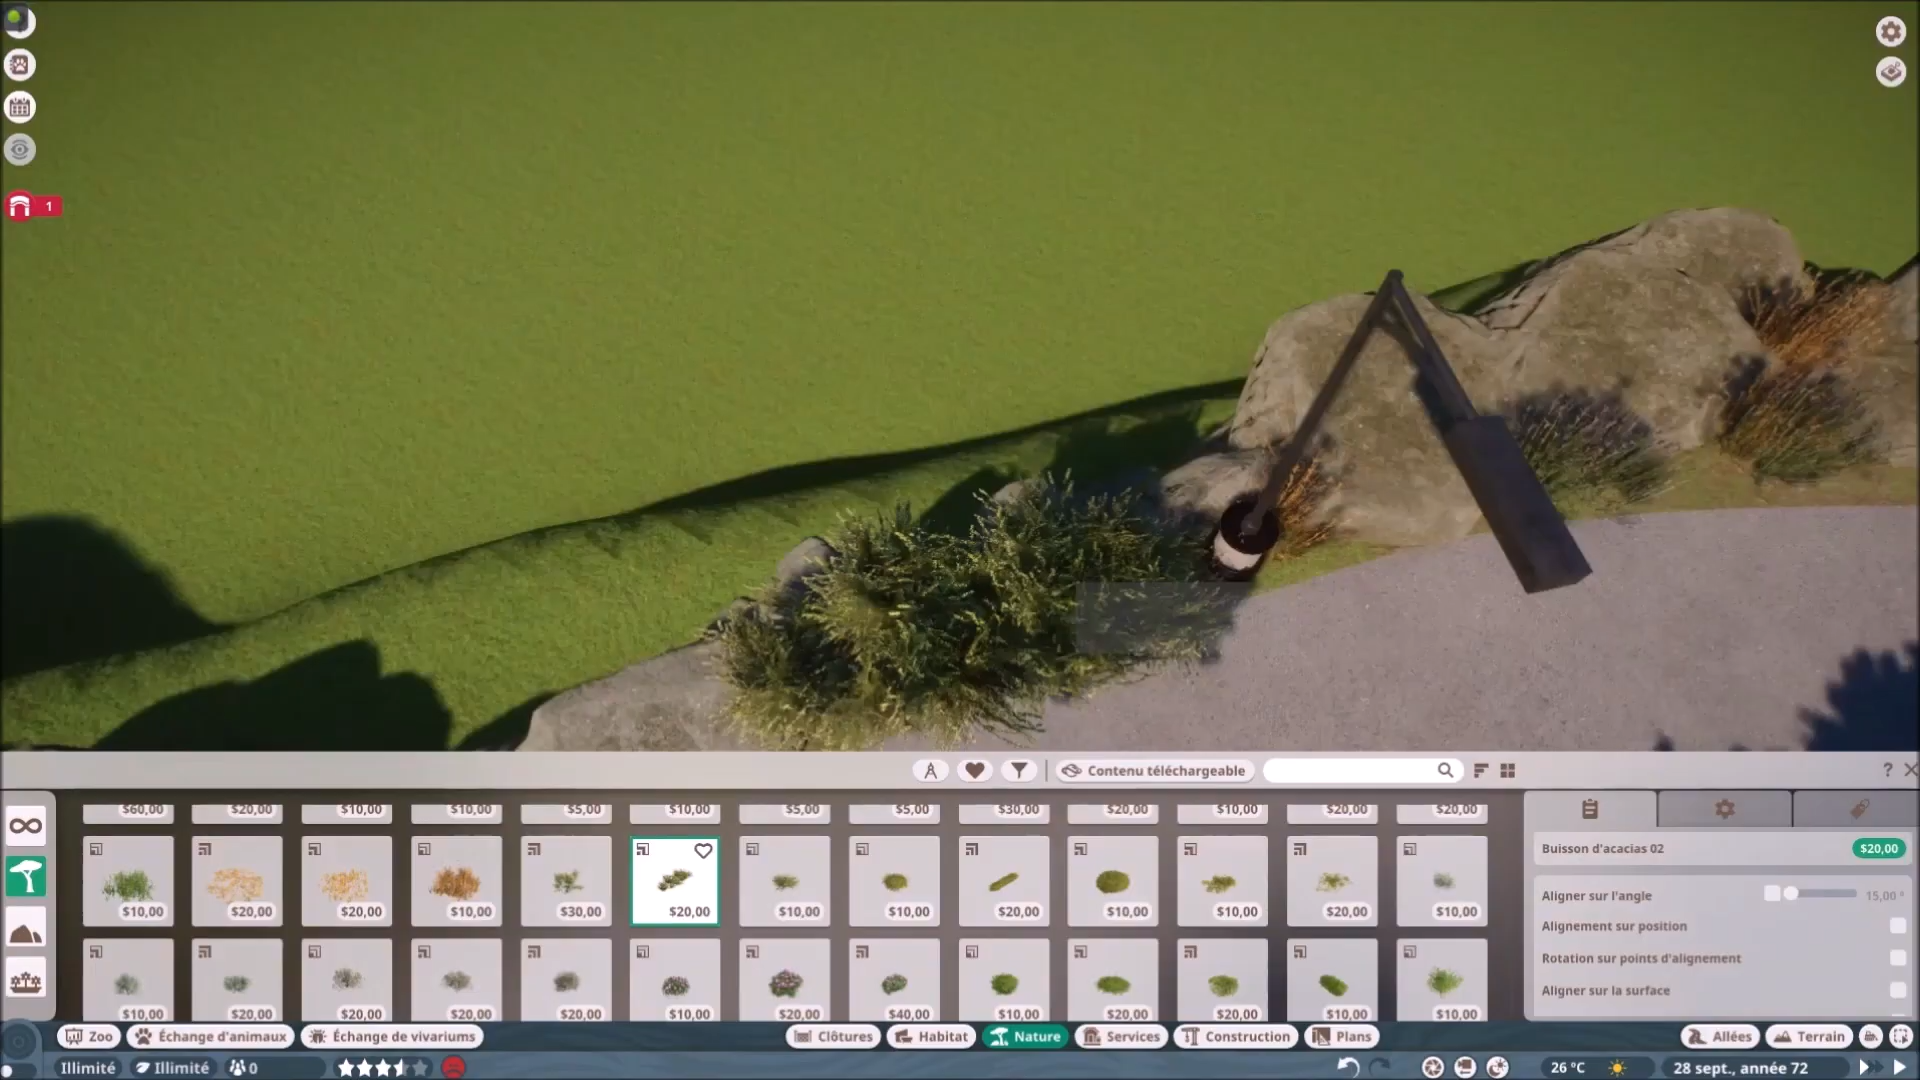 1
Contenu téléchargeable
?
$60,00 $20,00 $10,00 $10,00 $5,00 $10,00 $5,00 $5,00 $30,00 $20,00 $10,00 $20,00 $20,00
$10,00 $20,00 $20,00 $10,00 $30,00 $20,00 $10,00 $10,00 $20,00 $10,00 $10,00 $20,00 $10,00
$10,00 $20,00 $20,00 $20,00 $20,00 $10,00 $20,00 $40,00 $10,00 $20,00 $20,00 $10,00 $10,00
Buisson d'acacias 02 $20,00
Aligner sur l'angle 15,00 °
Alignement sur position
Rotation sur points d'alignement
Aligner sur la surface
Zoo Échange d'animaux Échange de vivariums Clôtures Habitat Nature Services Construction Plans Allées Terrain
Illimité Illimité 0 26 °C 28 sept., année 72